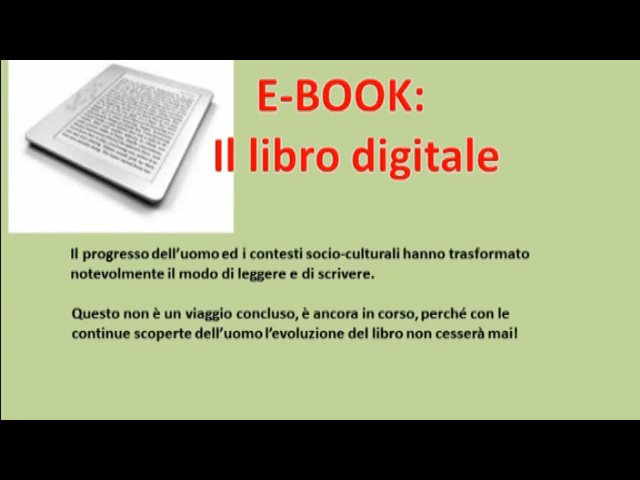 E-BOOK:
Il libro digitale
Il progresso dell'uomo ed i contesti socio-culturali hanno trasformato
notevolmente il modo di leggere e di scrivere.
Questo non è un viaggio concluso, è ancora in corso, perché con le
continue scoperte dell'uomo l'evoluzione del libro non cesserà mai!